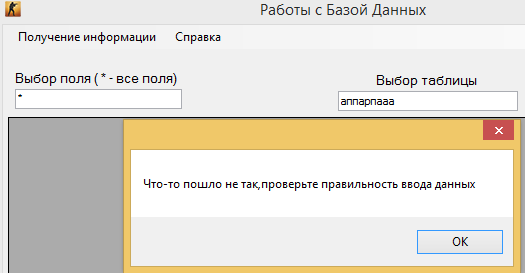 Работы с Базой Данных
Получение информации Справка
Выбор поля ( * - все поля)
Выбор таблицы
*
аппарпааа
Что-то пошло не так,проверьте правильность ввода данных
OK